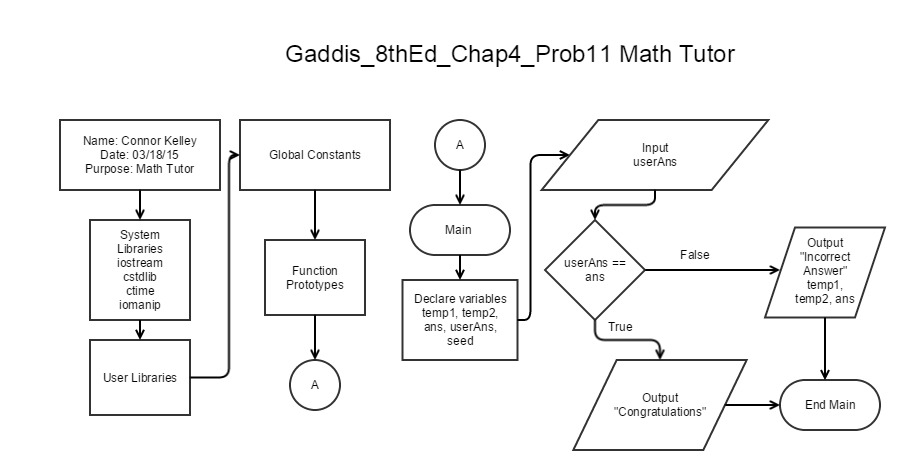 Gaddis_8thEd_Chap4_Prob11 Math Tutor
Name: Connor Kelley
Date: 03/18/15
Purpose: Math Tutor
System
Libraries
iostream
cstdlib
ctime
iomanip
User Libraries
Global Constants
Function
Prototypes
A
A
Main
Declare variables
temp1, temp2,
ans, userAns,
seed
Input
userAns
userAns ==
ans
False
True
Output
"Incorrect
Answer"
temp1,
temp2, ans
Output
"Congratulations"
End Main